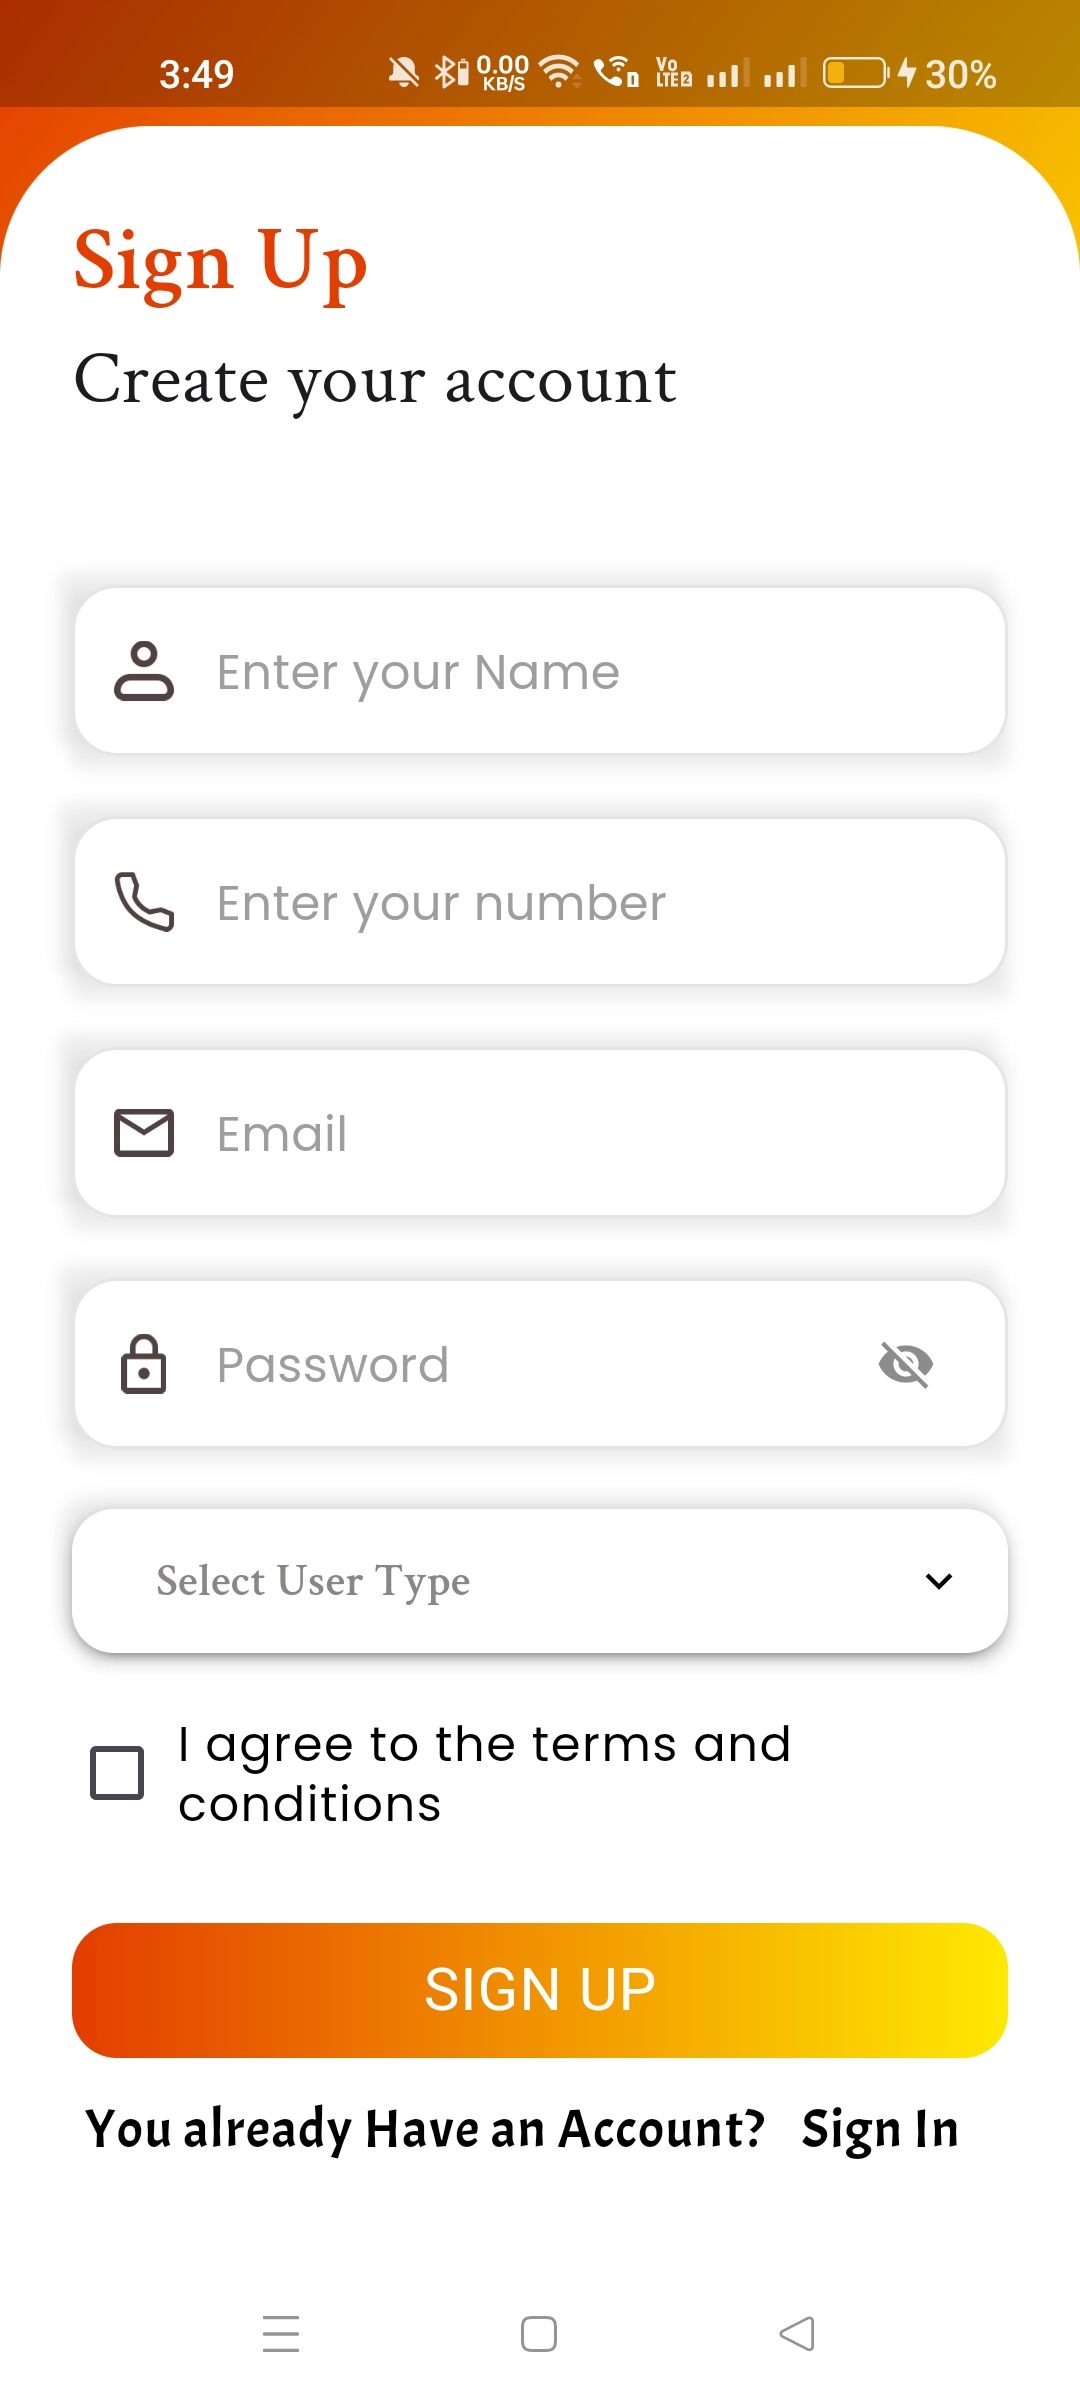 3:49 0.00 KB/S Vo LTE 2 30%
Sign Up
Create your account
Enter your Name
Enter your number
Email
Password
Select User Type
I agree to the terms and
conditions
SIGN UP
You already Have an Account? Sign In